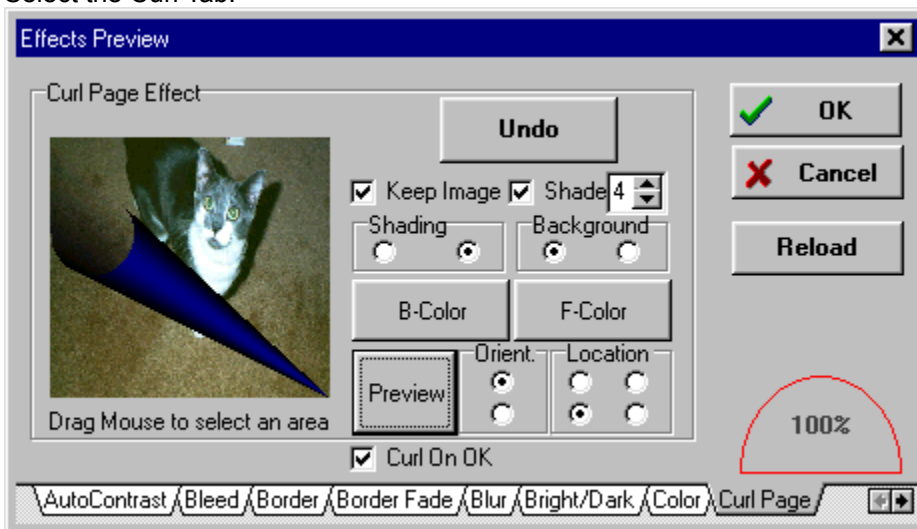 Effects Preview
Curl Page Effect
Undo
OK
Keep Image
Shade
4
Cancel
Shading
Background
Reload
B-Color
F-Color
Preview
Orient.
Location
Drag Mouse to select an area
100%
Curl On OK
AutoContrast
Bleed
Border
Border Fade
Blur
Bright/Dark
Color
Curl Page